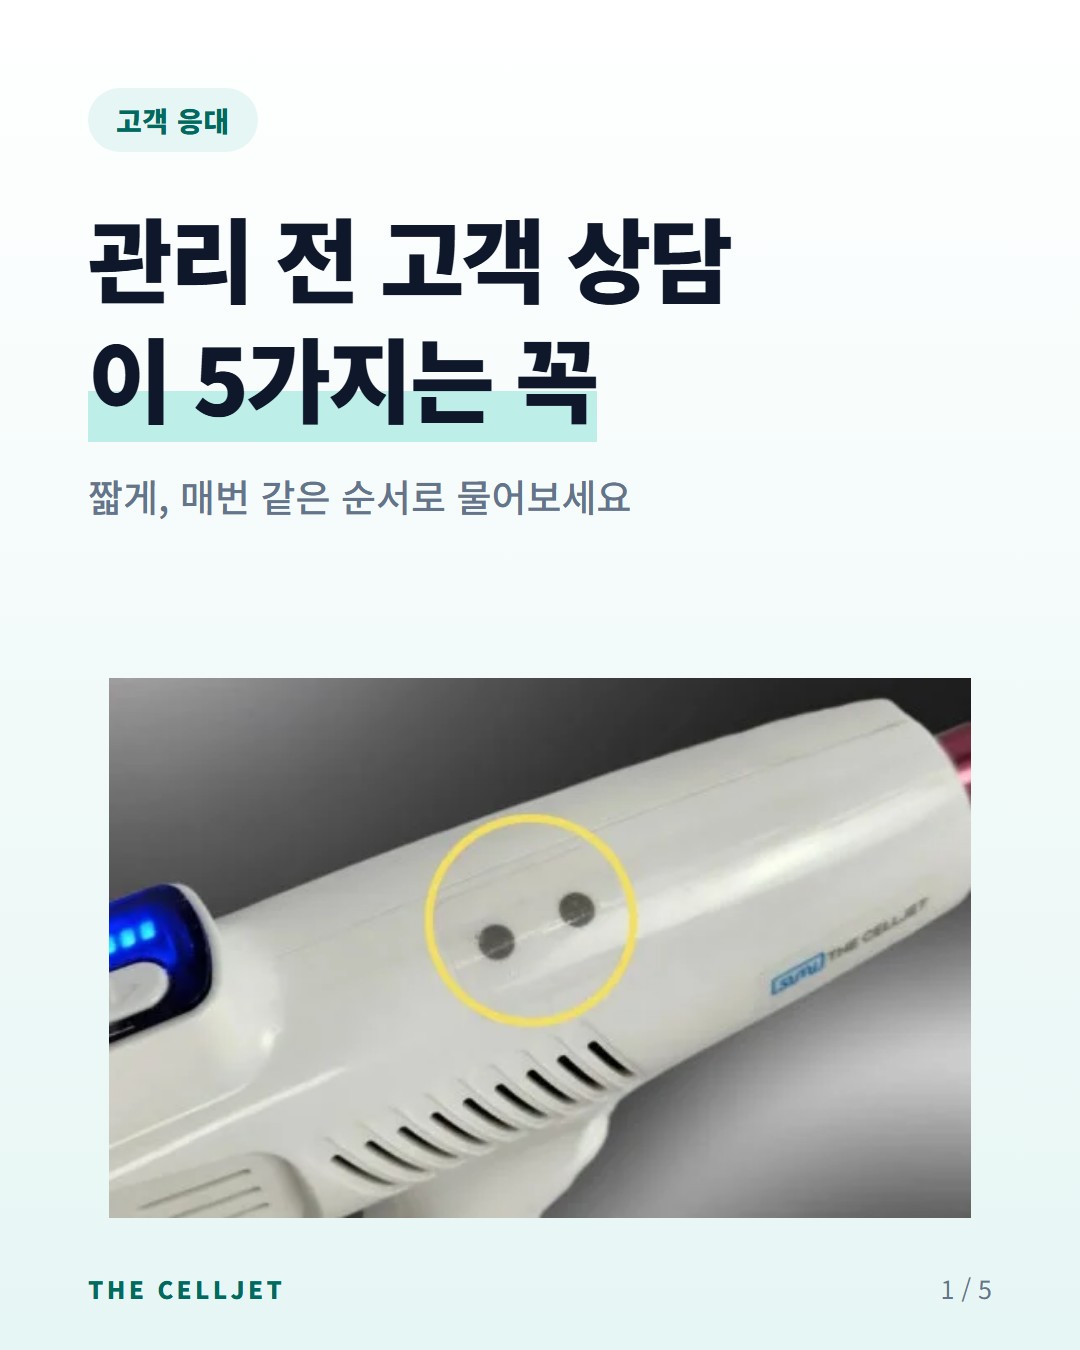 고객 응대
관리 전 고객 상담
이 5가지는 꼭
짧게, 매번 같은 순서로 물어보세요
THE CELLJET
THE CELLJET
1 / 5